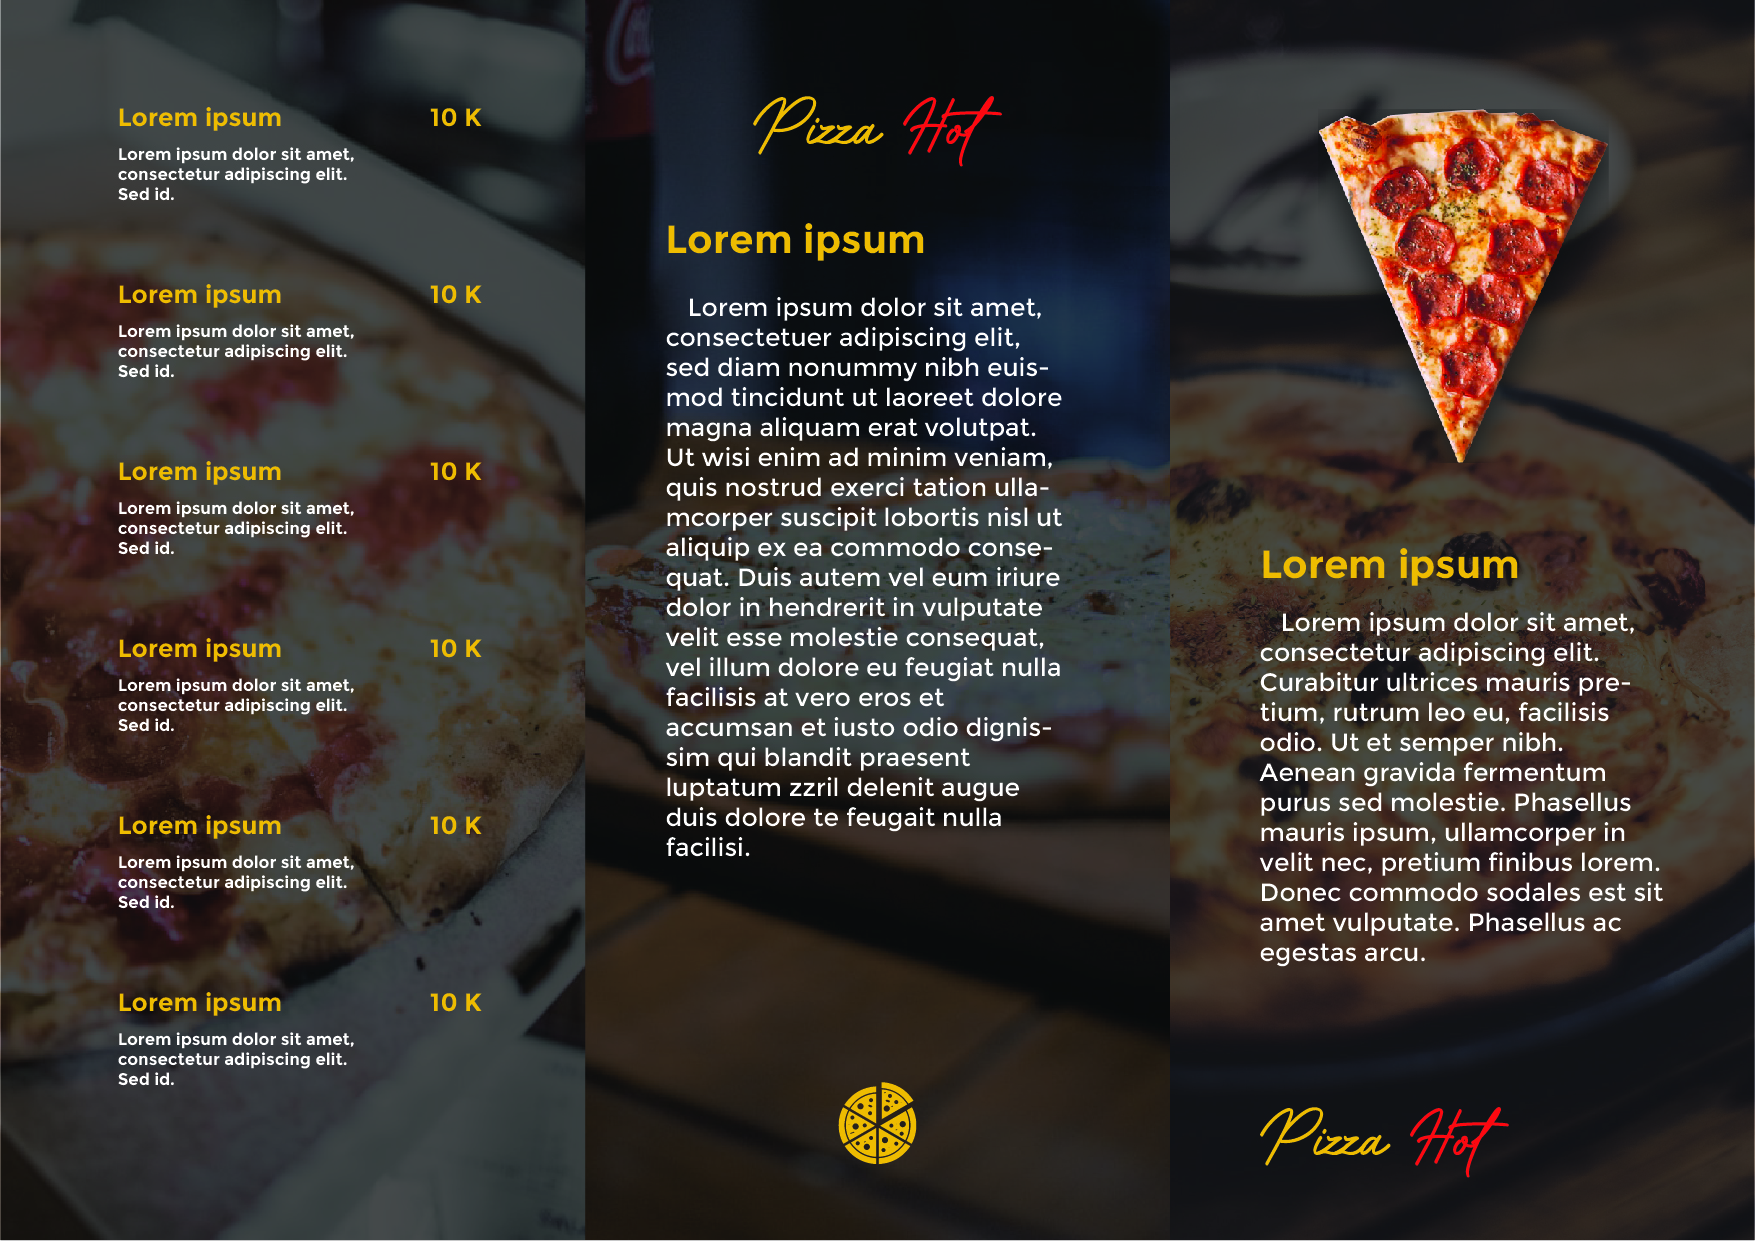 Lorem ipsum 10 K
Lorem ipsum dolor sit amet,
consectetur adipiscing elit.
Sed id.
Lorem ipsum 10 K
Lorem ipsum dolor sit amet,
consectetur adipiscing elit.
Sed id.
Lorem ipsum 10 K
Lorem ipsum dolor sit amet,
consectetur adipiscing elit.
Sed id.
Lorem ipsum 10 K
Lorem ipsum dolor sit amet,
consectetur adipiscing elit.
Sed id.
Lorem ipsum 10 K
Lorem ipsum dolor sit amet,
consectetur adipiscing elit.
Sed id.
Lorem ipsum 10 K
Lorem ipsum dolor sit amet,
consectetur adipiscing elit.
Sed id.
Pizza Hot
Lorem ipsum
Lorem ipsum dolor sit amet,
consectetuer adipiscing elit,
sed diam nonummy nibh euis-
mod tincidunt ut laoreet dolore
magna aliquam erat volutpat.
Ut wisi enim ad minim veniam,
quis nostrud exerci tation ulla-
mcorper suscipit lobortis nisl ut
aliquip ex ea commodo conse-
quat. Duis autem vel eum iriure
dolor in hendrerit in vulputate
velit esse molestie consequat,
vel illum dolore eu feugiat nulla
facilisis at vero eros et
accumsan et iusto odio dignis-
sim qui blandit praesent
luptatum zzril delenit augue
duis dolore te feugait nulla
facilisi.
Lorem ipsum
Lorem ipsum dolor sit amet,
consectetur adipiscing elit.
Curabitur ultrices mauris pre-
tium, rutrum leo eu, facilisis
odio. Ut et semper nibh.
Aenean gravida fermentum
purus sed molestie. Phasellus
mauris ipsum, ullamcorper in
velit nec, pretium finibus lorem.
Donec commodo sodales est sit
amet vulputate. Phasellus ac
egestas arcu.
Pizza Hot